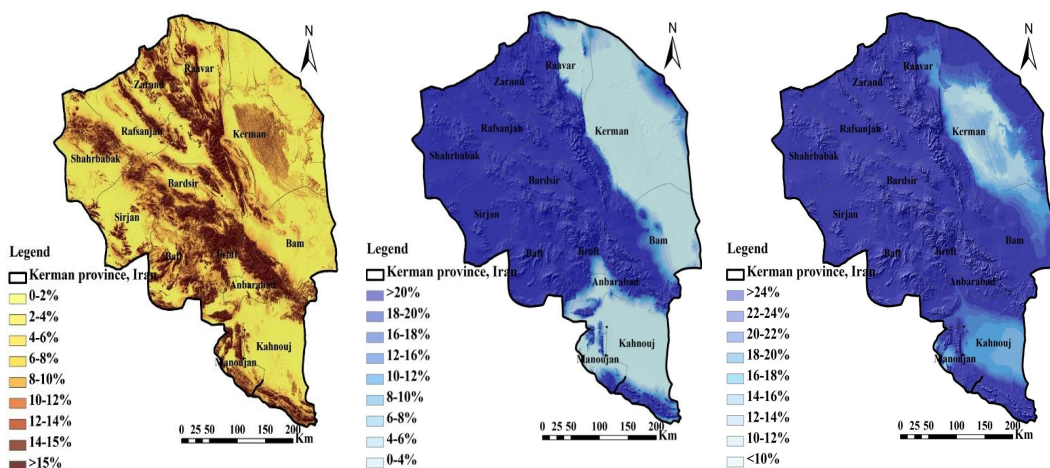 N
Raavar
Zarand
Rafsanjan
Kerman
Shahrbabak
Bardsir
Sirjan
Baft
Jiroft
Bam
Anbarabad
Kahnouj
Manoujan
Legend
Kerman province, Iran
0-2%
2-4%
4-6%
6-8%
8-10%
10-12%
12-14%
14-15%
>15%
0 25 50 100 150 200
Km
N
Raavar
Zarand
Rafsanjan
Kerman
Shahrbabak
Bardsir
Sirjan
Baft
Jiroft
Bam
Anbarabad
Kahnouj
Manoujan
Legend
Kerman province, Iran
>20%
18-20%
16-18%
12-16%
10-12%
8-10%
6-8%
4-6%
0-4%
0 25 50 100 150 200
Km
N
Raavar
Zarand
Rafsanjan
Kerman
Shahrbabak
Bardsir
Sirjan
Baft
Jiroft
Bam
Anbarabad
Kahnouj
Manoujan
Legend
Kerman province, Iran
>24%
22-24%
20-22%
18-20%
16-18%
14-16%
12-14%
10-12%
<10%
0 25 50 100 150 200
Km